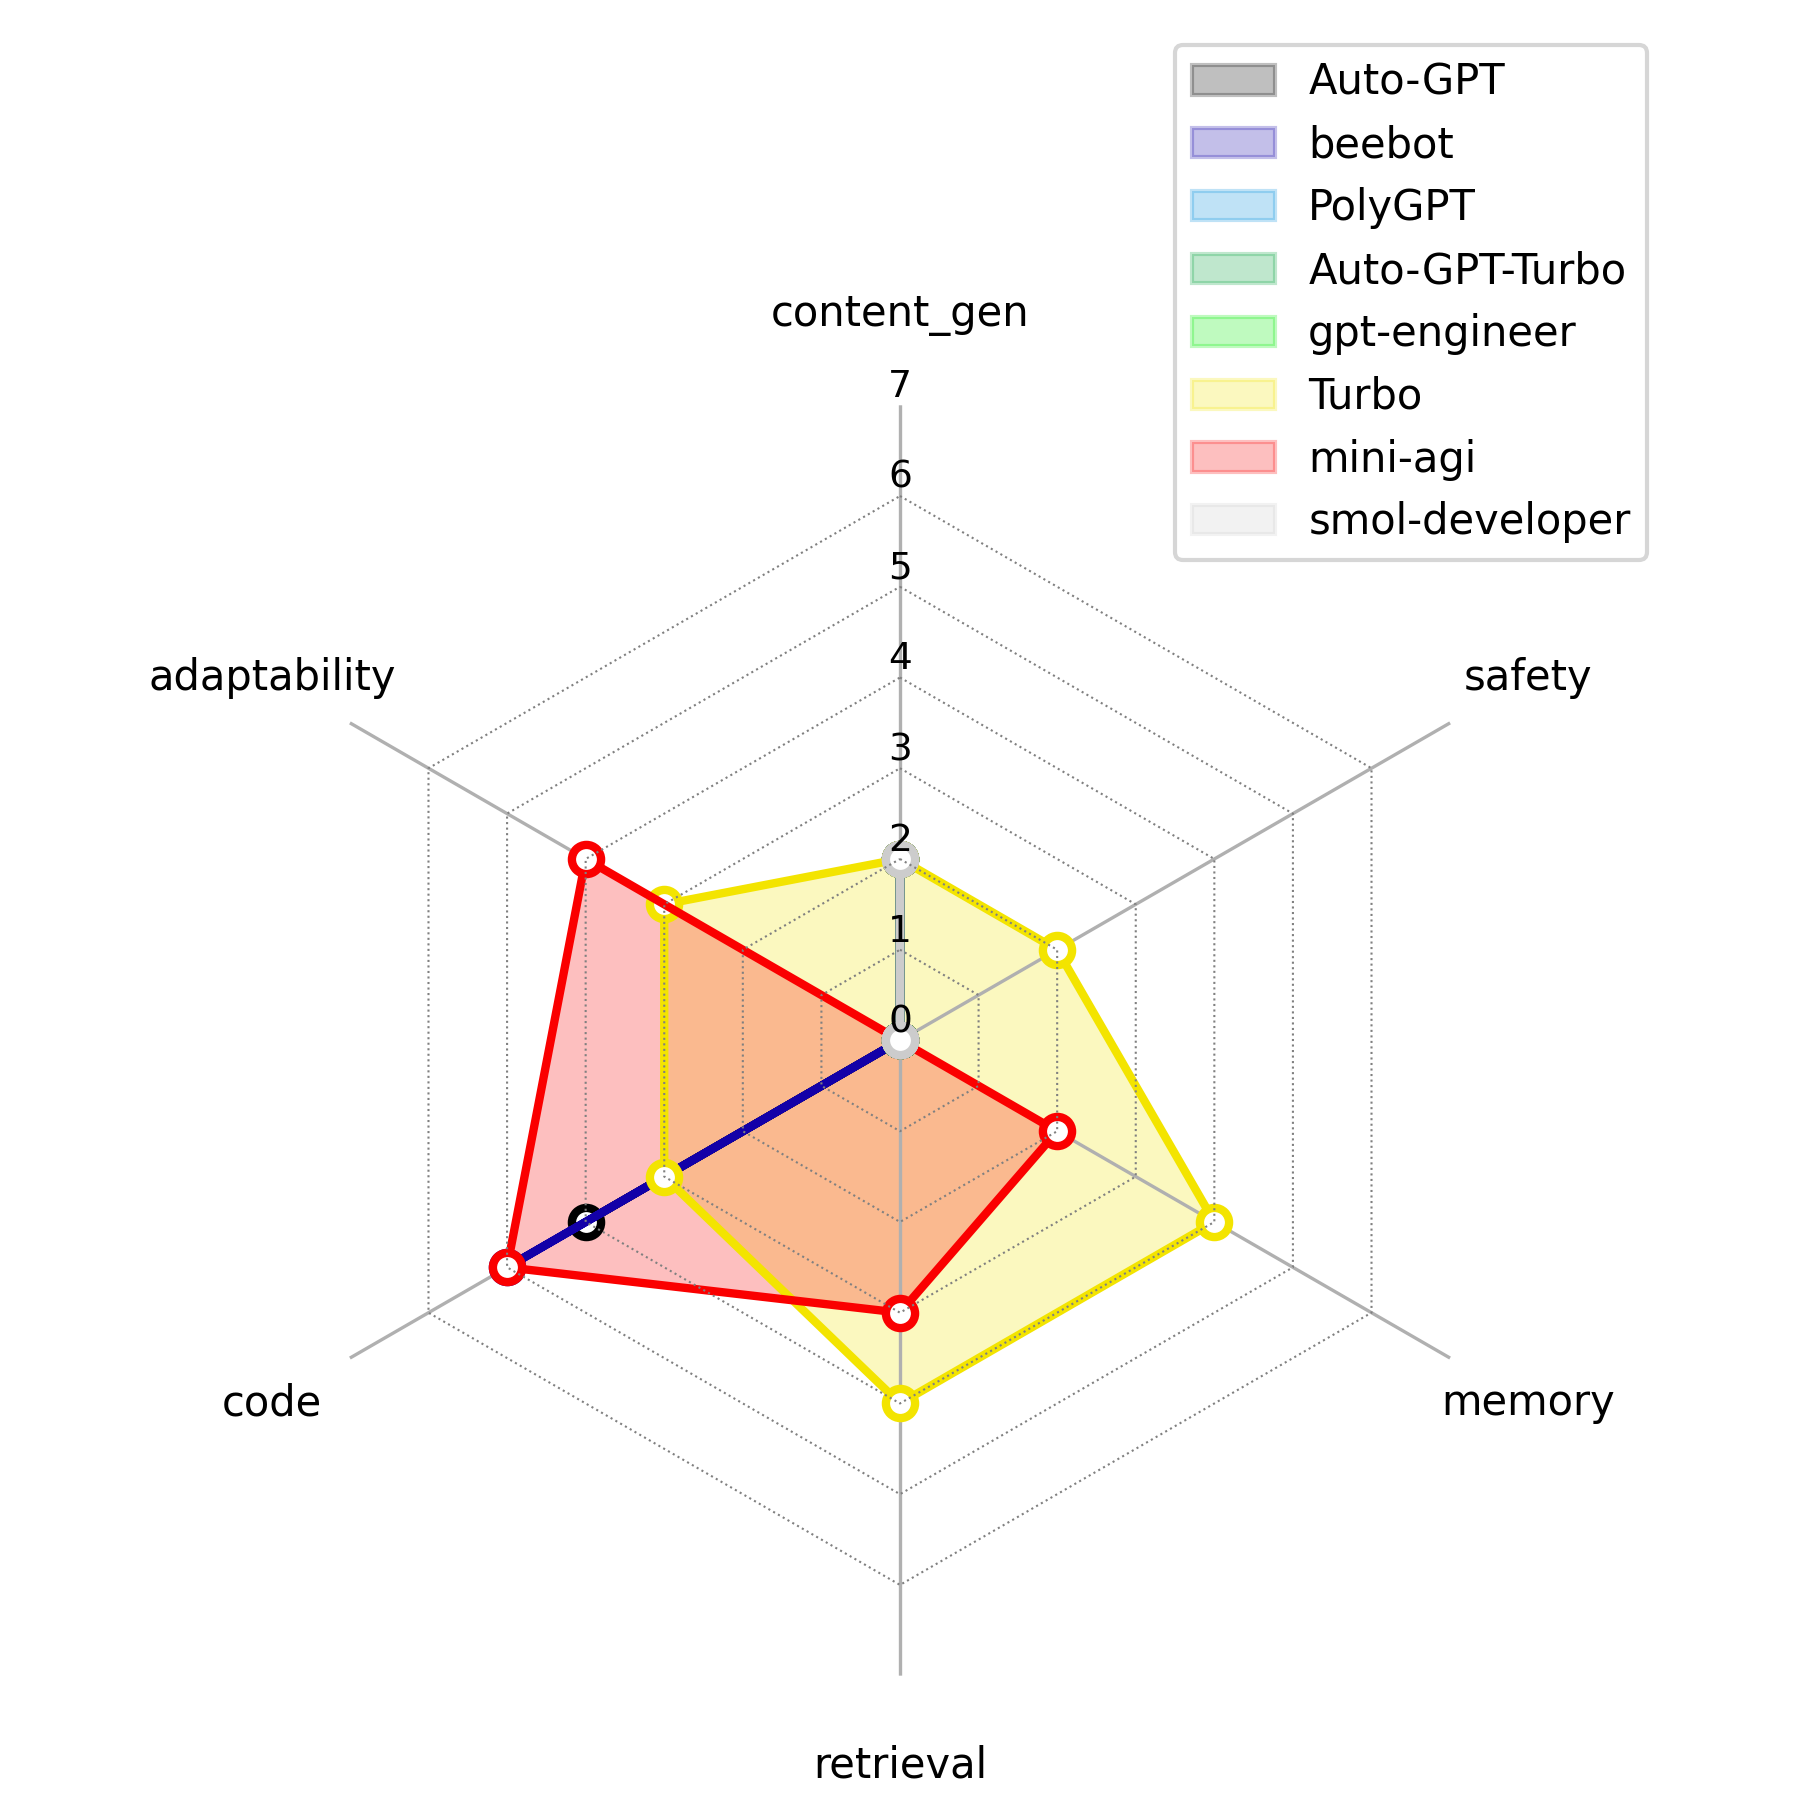 Auto-GPT
beebot
PolyGPT
Auto-GPT-Turbo
gpt-engineer
Turbo
mini-agi
smol-developer
content_gen
7
6
5
4
3
2
1
0
adaptability
safety
code
memory
retrieval